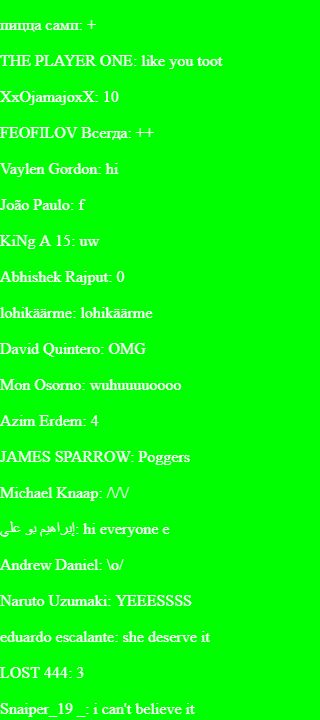 пицца самп: +
THE PLAYER ONE: like you toot
XxOjamajoxX: 10
FEOFILOV Всегда: ++
Vaylen Gordon: hi
João Paulo: f
KiNg A 15: uw
Abhishek Rajput: 0
lohikäärme: lohikäärme
David Quintero: OMG
Mon Osorno: wuhuuuuoooo
Azim Erdem: 4
JAMES SPARROW: Poggers
Michael Knaap: /\/\/
إبراهيم بو علي: hi everyone e
Andrew Daniel: \o/
Naruto Uzumaki: YEEESSSS
eduardo escalante: she deserve it
LOST 444: 3
Snaiper_19 _: i can't believe it